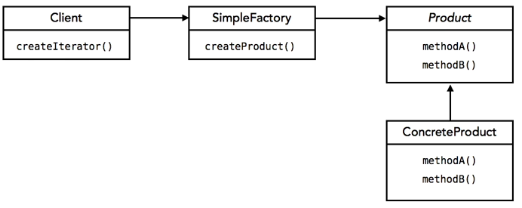 Client
createIterator()
SimpleFactory
createProduct()
Product
methodA()
methodB()
ConcreteProduct
methodA()
methodB()